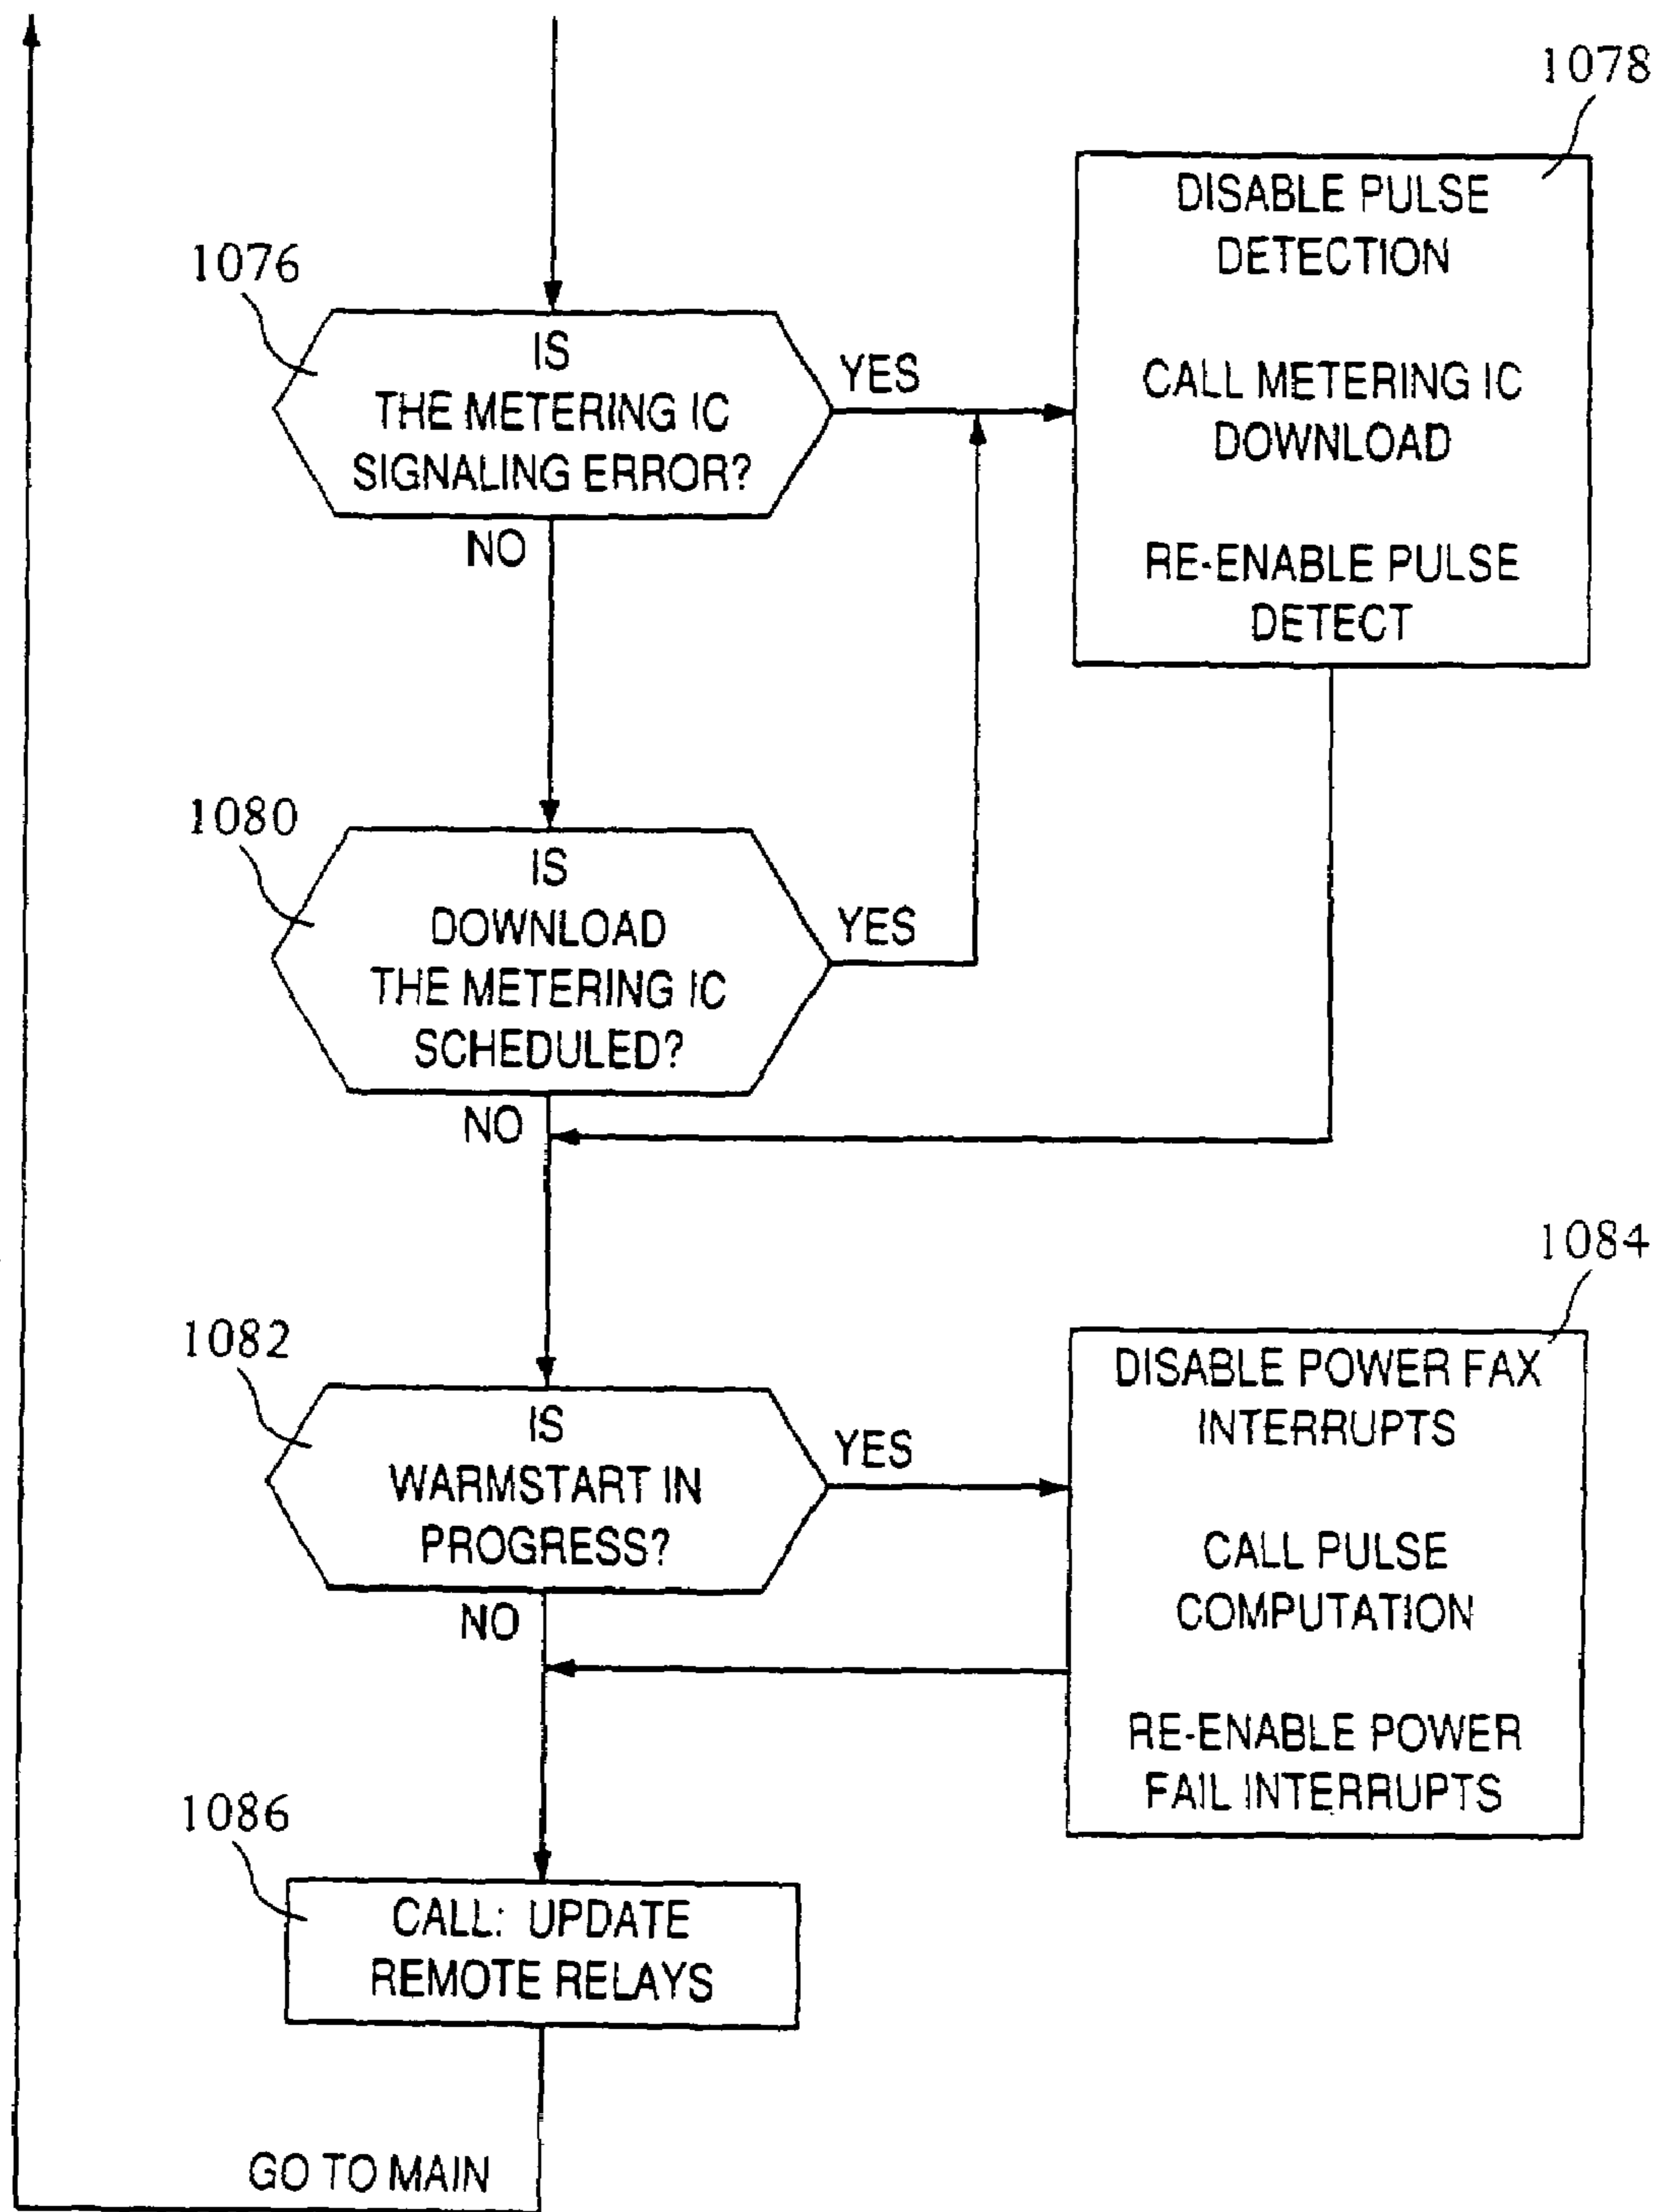 1078
DISABLE PULSE
DETECTION
CALL METERING IC
DOWNLOAD
RE-ENABLE PULSE
DETECT
1076
IS
THE METERING IC
SIGNALING ERROR?
YES
NO
1080
IS
DOWNLOAD
THE METERING IC
SCHEDULED?
YES
NO
1082
IS
WARMSTART IN
PROGRESS?
YES
NO
1084
DISABLE POWER FAX
INTERRUPTS
CALL PULSE
COMPUTATION
RE-ENABLE POWER
FAIL INTERRUPTS
1086
CALL: UPDATE
REMOTE RELAYS
GO TO MAIN